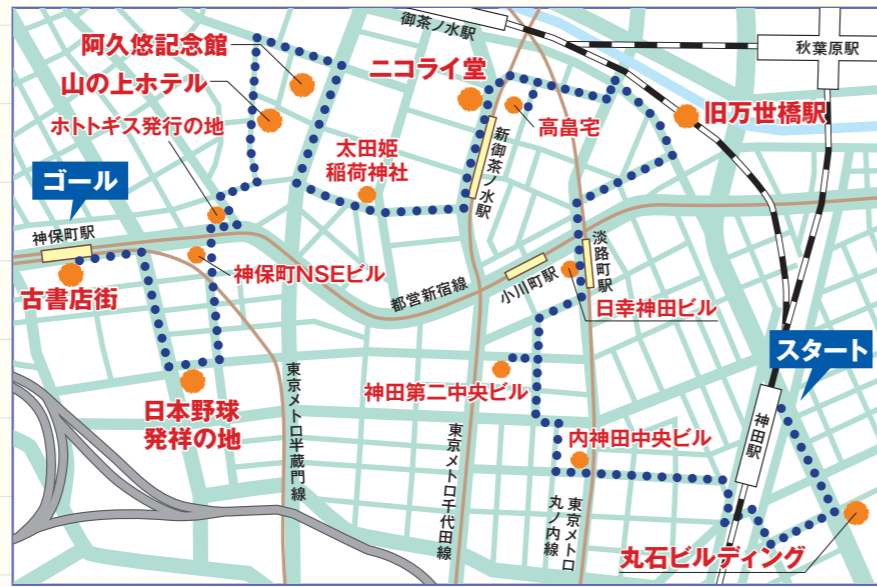 御茶ノ水駅
秋葉原駅
阿久悠記念館
山の上ホテル
ホトトギス発行の地
ニコライ堂
高畠宅
旧万世橋駅
新御茶ノ水駅
太田姫
稲荷神社
ゴール
神保町駅
古書店街
神保町NSEビル
都営新宿線
小川町駅
淡路町駅
日幸神田ビル
スタート
神田駅
日本野球
発祥の地
東京メトロ半蔵門線
神田第二中央ビル
東京メトロ千代田線
内神田中央ビル
東京メトロ
丸ノ内線
丸石ビルディング